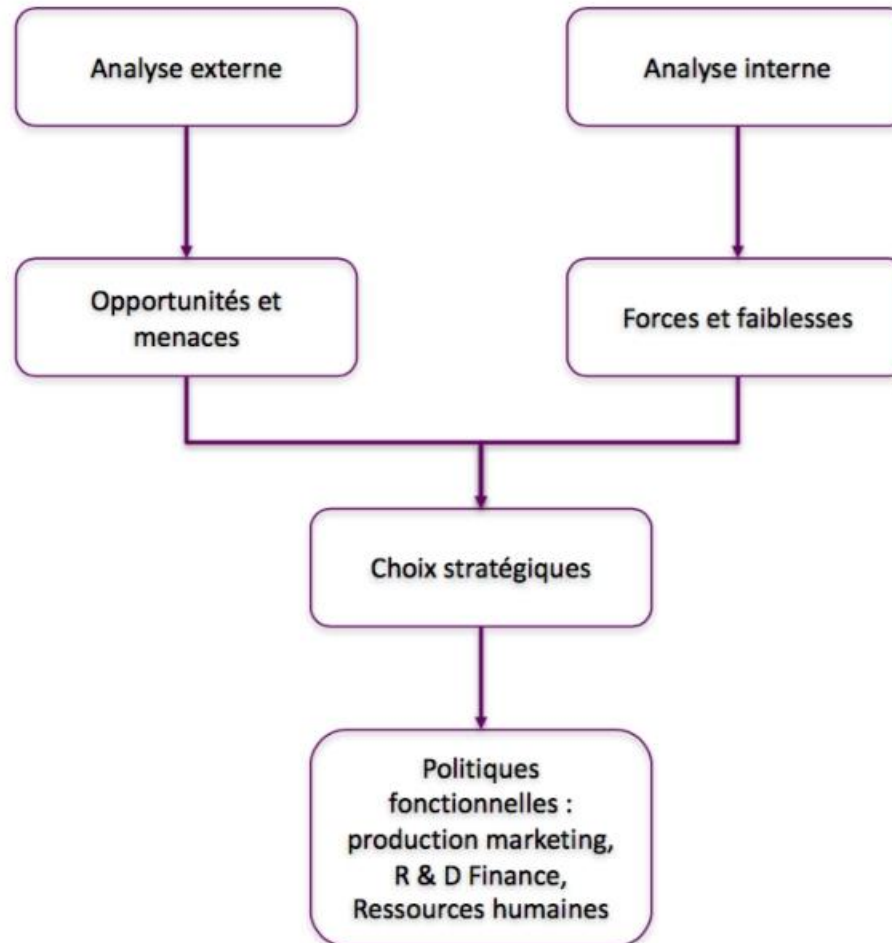 Analyse externe
Analyse interne
Opportunités et
menaces
Forces et faiblesses
Choix stratégiques
Politiques
fonctionnelles :
production marketing,
R & D Finance,
Ressources humaines